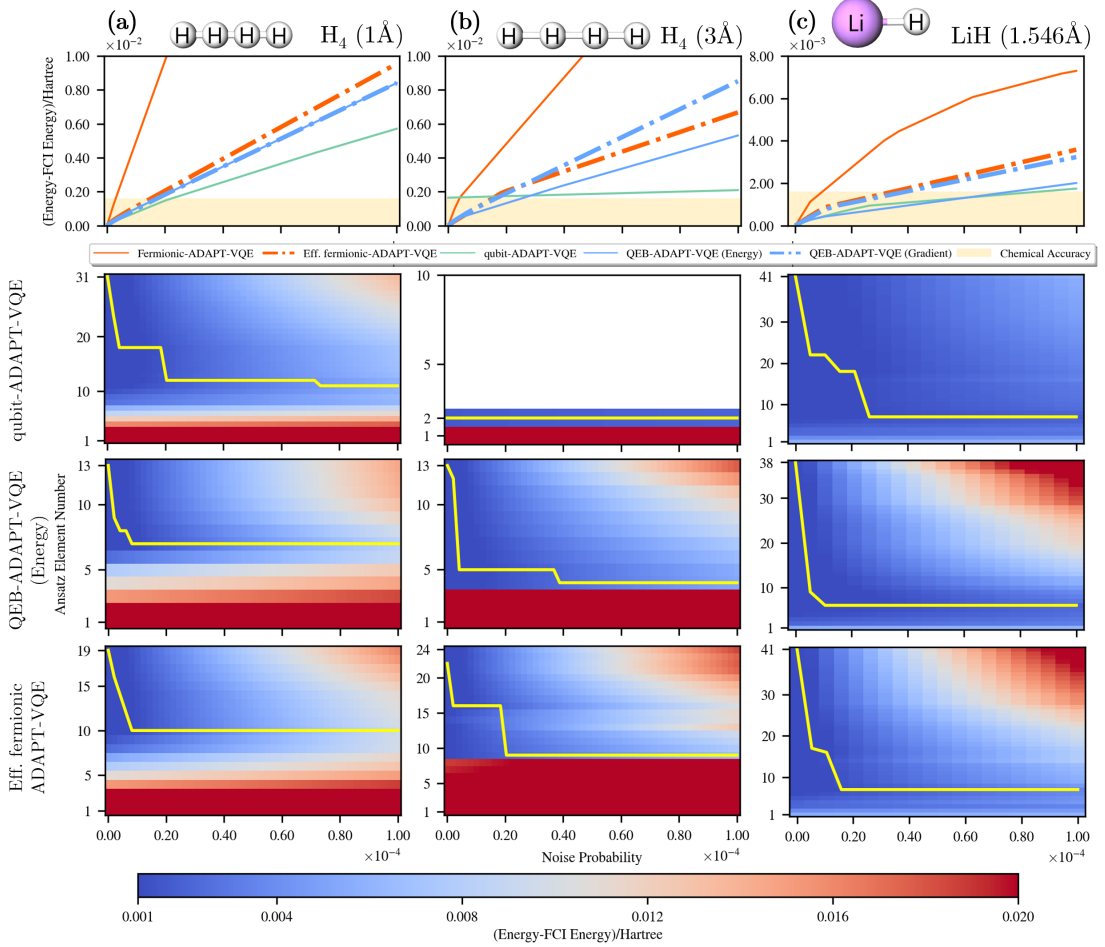 (a)
H H H H
H₄ (1Å)
(b)
H H H H
H₄ (3Å)
(c)
Li H
LiH (1.546Å)
×10⁻²
×10⁻²
×10⁻³
(Energy-FCI Energy)/Hartree
1.00
0.80
0.60
0.40
0.20
0.00
1.00
0.80
0.60
0.40
0.20
0.00
8.00
6.00
4.00
2.00
0.00
Fermionic-ADAPT-VQE
Eff. fermionic-ADAPT-VQE
qubit-ADAPT-VQE
QEB-ADAPT-VQE (Energy)
QEB-ADAPT-VQE (Gradient)
Chemical Accuracy
qubit-ADAPT-VQE
31
20
10
1
10
5
2
1
41
30
20
10
1
QEB-ADAPT-VQE
(Energy)
Ansatz Element Number
13
10
5
1
13
10
5
1
38
30
20
10
1
Eff. fermionic
ADAPT-VQE
19
15
10
5
1
24
20
15
10
5
1
41
30
20
10
1
0.00 0.20 0.40 0.60 0.80 1.00
×10⁻⁴
0.00 0.20 0.40 0.60 0.80 1.00
×10⁻⁴
0.00 0.20 0.40 0.60 0.80 1.00
×10⁻⁴
Noise Probability
0.001 0.004 0.008 0.012 0.016 0.020
(Energy-FCI Energy)/Hartree